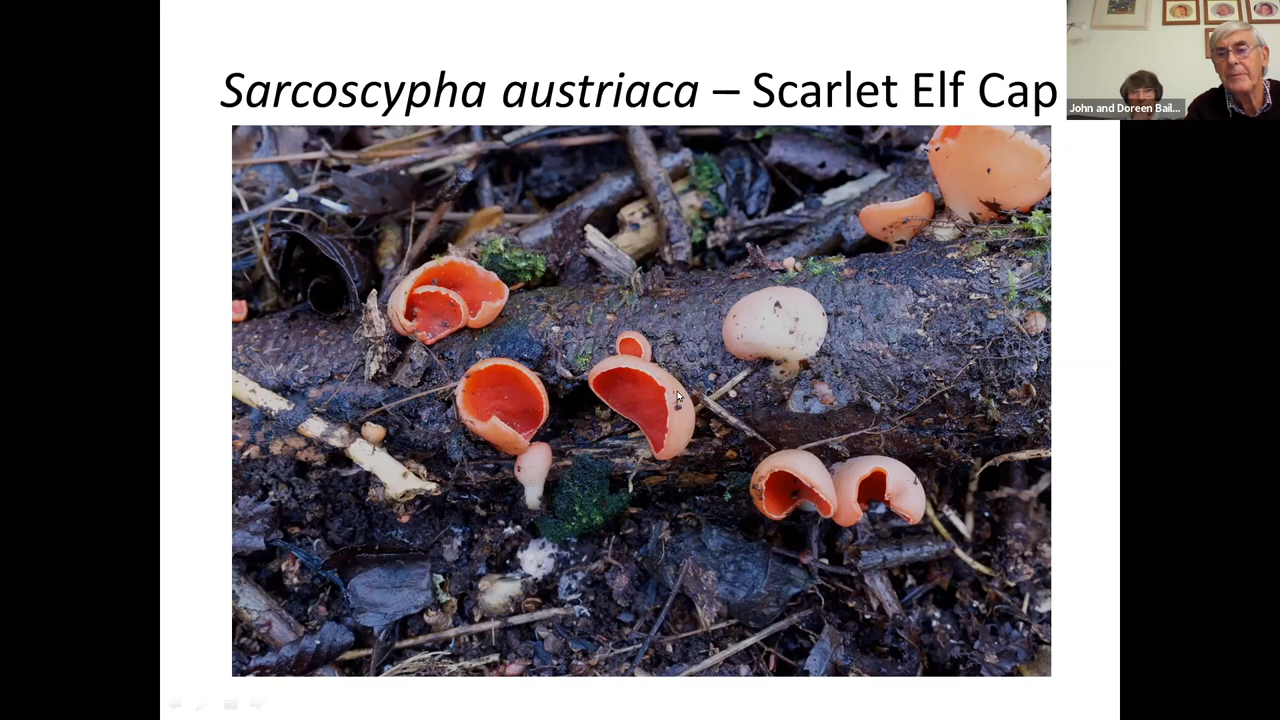 Sarcoscypha austriaca – Scarlet Elf Cap
John and Doreen Bail...